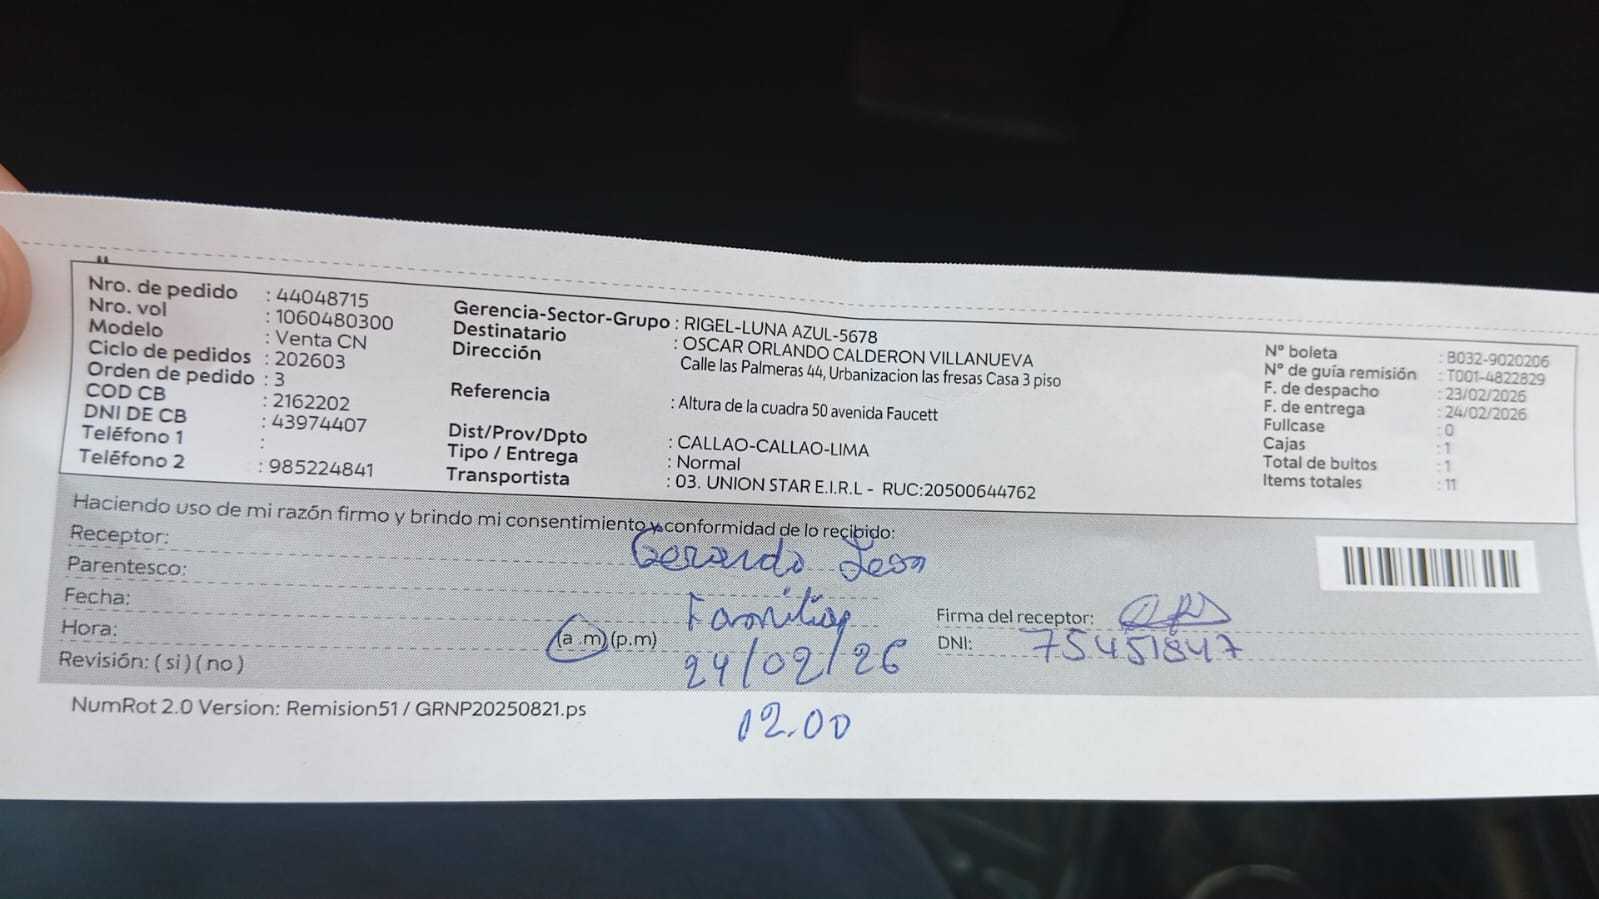 Nro. de pedido : 44048715
Nro. vol : 1060480300
Modelo : Venta CN
Ciclo de pedidos : 202603
Orden de pedido : 3
COD CB : 2162202
DNI DE CB : 43974407
Teléfono 1 :
Teléfono 2 : 985224841
Gerencia-Sector-Grupo : RIGEL-LUNA AZUL-5678
Destinatario : OSCAR ORLANDO CALDERON VILLANUEVA
Dirección Calle las Palmeras 44, Urbanizacion las fresas Casa 3 piso
Referencia : Altura de la cuadra 50 avenida Faucett
Dist/Prov/Dpto : CALLAO-CALLAO-LIMA
Tipo / Entrega : Normal
Transportista : 03. UNION STAR E.I.R.L - RUC:20500644762
N° boleta : B032-9020206
N° de guía remisión : T001-4822829
F. de despacho : 23/02/2026
F. de entrega : 24/02/2026
Fullcase : 0
Cajas : 1
Total de bultos : 1
Items totales : 11
Haciendo uso de mi razón firmo y brindo mi consentimiento y conformidad de lo recibido:
Receptor: Gerardo Leon
Parentesco: Familiar
Fecha: 24/02/26
Hora: (a.m) (p.m) 12.00
Revisión: ( si ) ( no )
Firma del receptor:
DNI: 75451847
NumRot 2.0 Version: Remision51 / GRNP20250821.ps